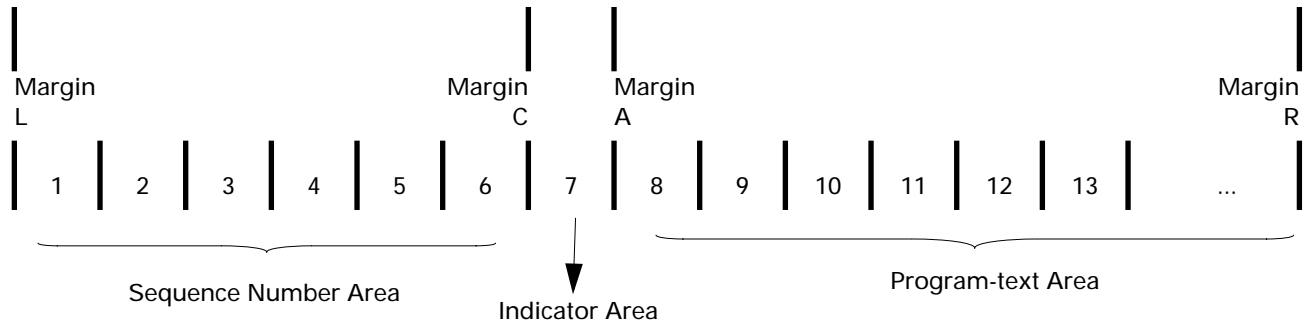 Margin L
Margin C
Margin A
Margin R
1 2 3 4 5 6 7 8 9 10 11 12 13 ...
Sequence Number Area
Indicator Area
Program-text Area